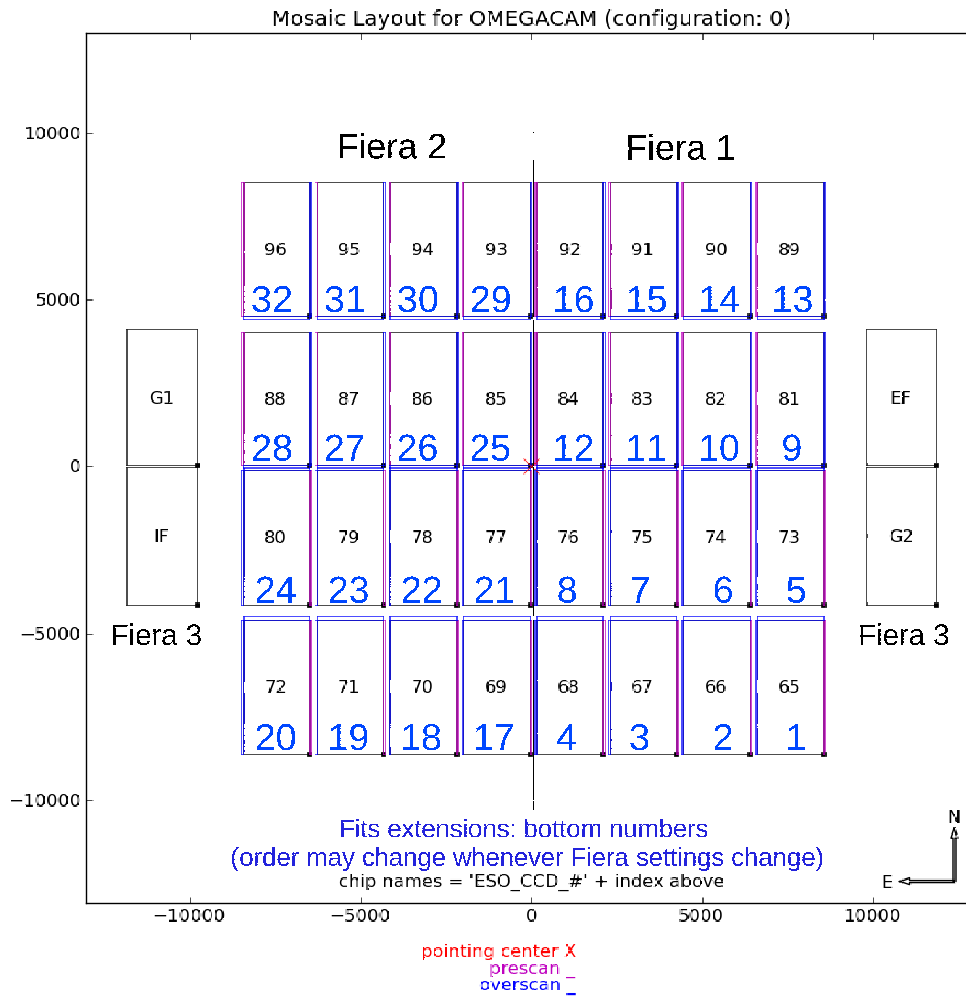 Mosaic Layout for OMEGACAM (configuration: 0)
10000
Fiera 2 Fiera 1
96 95 94 93 92 91 90 89
5000
32 31 30 29 16 15 14 13
G1 88 87 86 85 84 83 82 81 EF
28 27 26 25 12 11 10 9
0
IF 80 79 78 77 76 75 74 73 G2
24 23 22 21 8 7 6 5
−5000
Fiera 3 Fiera 3
72 71 70 69 68 67 66 65
20 19 18 17 4 3 2 1
−10000
Fits extensions: bottom numbers
N
(order may change whenever Fiera settings change)
chip names = 'ESO_CCD_#' + index above
E
−10000 −5000 0 5000 10000
pointing center X
prescan _
overscan _